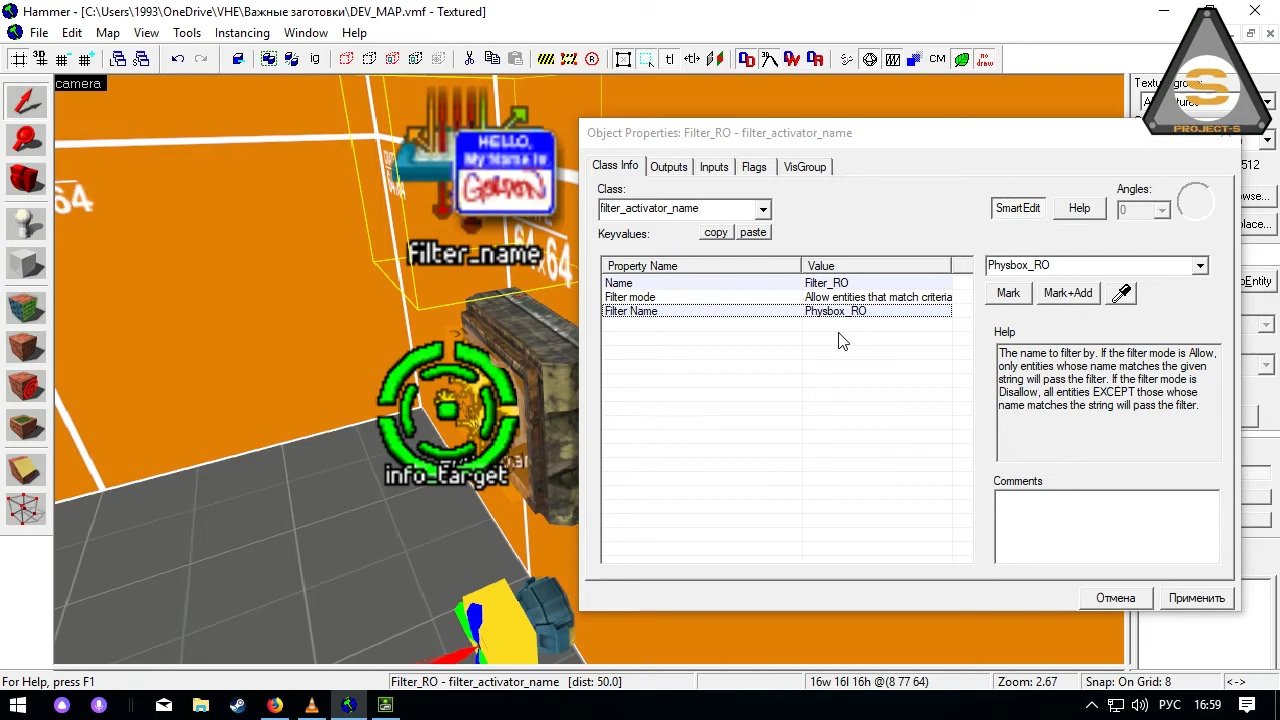 Hammer - [C:\Users\1993\OneDrive\VHE\Важные заготовки\DEV_MAP.vmf - Textured]
File Edit Map View Tools Instancing Window Help
camera
HELLO,
My Name is:
GORDON
filter_name
64x64
64
info_target
Object Properties: Filter_RO - filter_activator_name
Class Info Outputs Inputs Flags VisGroup
Class:
filter_activator_name
SmartEdit Help
Angles:
0
Keyvalues: copy paste
Property Name Value
Name Filter_RO
Filter mode Allow entities that match criteria
Filter Name Physbox_RO
Physbox_RO
Mark Mark+Add
Help
The name to filter by. If the filter mode is Allow,
only entities whose name matches the given
string will pass the filter. If the filter mode is
Disallow, all entities EXCEPT those whose
name matches the string will pass the filter.
Comments
Отмена Применить
S
PROJECT-S
512
For Help, press F1 Filter_RO - filter_activator_name [dist: 50.0] 16w 16l 16h @(8 77 64) Zoom: 2.67 Snap: On Grid: 8 <->
РУС 16:59